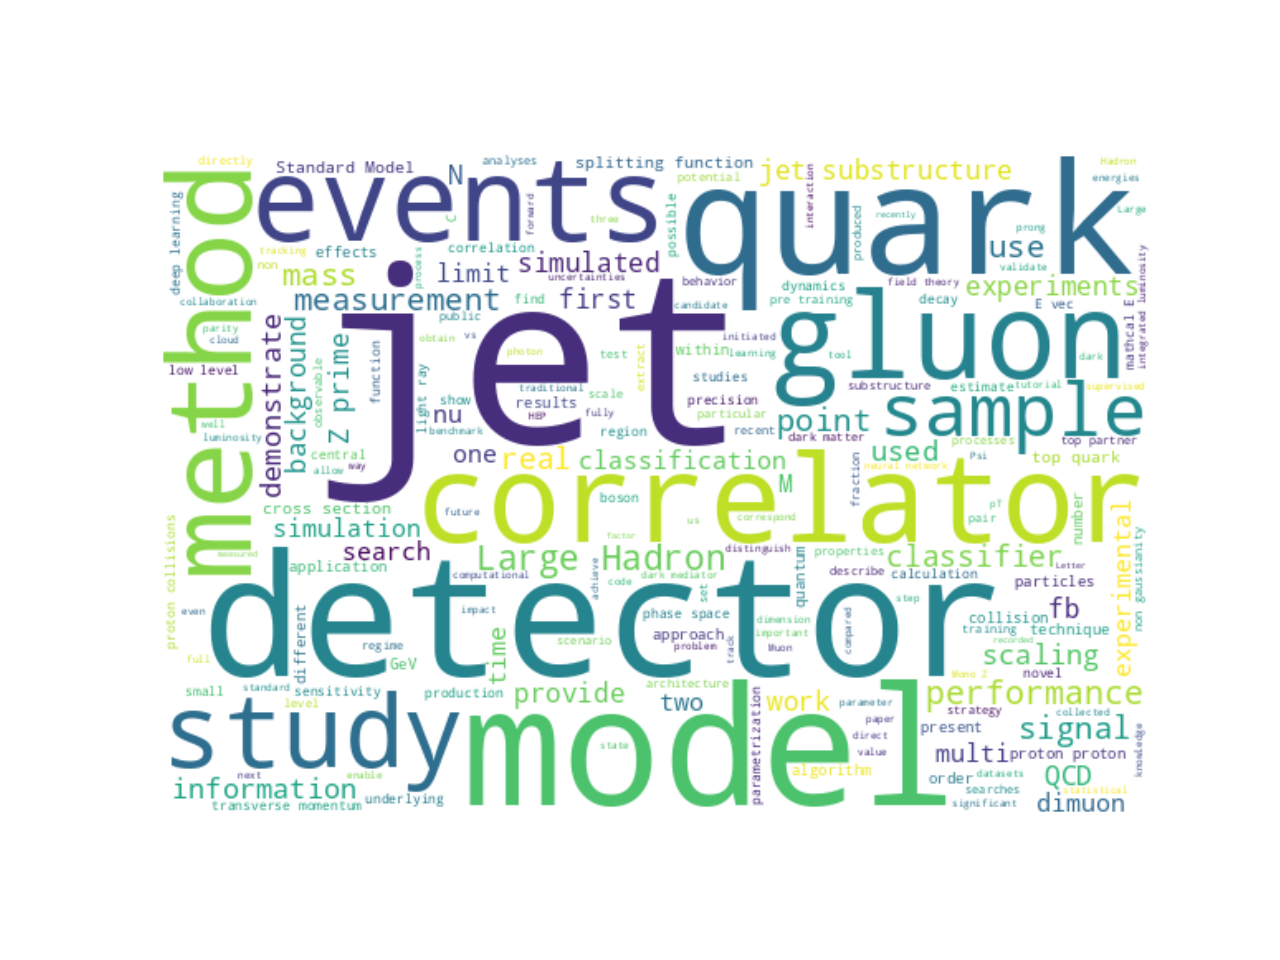 directly
Standard Model
N
analyses
splitting function
potential
jet substructure
interaction
Hadron
energies
method
deep learning
events
C
forward
three
possible
quark
produced
recently
prong
Large
tracking
non
effects
process
correlation
simulated
uncertainties
behavior
dynamics
field theory
use
validate
integrated luminosity
mass
limit
collaboration
measurement
find
first
candidate
pre training
decay
experiments
E vec
mathcal E
parity
cloud
public
jet
initiated
gluon
dark
demonstrate
background
observable
Z prime
function
obtain
vs
photon
test
extract
within
learning
tool
low level
light ray
traditional
studies
substructure
estimate
tutorial
supervised
show
HEP
results
scale
precision
sample
well
nu
fully
particular
point
luminosity
benchmark
region
recent
dark matter
used
processes
top partner
central
one
real
classification
neural network
Psi
top quark
allow
way
M
fraction
correlator
boson
cross section
future
us
correspond
pT
pair
number
experimental
non gaussianity
proton collisions
measured
simulation
factor
search
Large Hadron
distinguish
properties
classifier
Letter
application
computational
achieve
code
dark mediator
set
quantum
describe
calculation
particles
even
different
detector
impact
phase space
dimension
important
compared
step
collision
fb
regime
time
scenario
approach
problem
track
Muon
training
technique
recorded
full
GeV
scaling
small
standard
level
sensitivity
production
provide
architecture
two
parametrization
work
parameter
Mono Z
novel
performance
strategy
study
model
state
paper
direct
value
present
collected
signal
knowledge
multi
proton proton
next
enable
algorithm
order
datasets
QCD
information
searches
statistical
transverse momentum
underlying
significant
dimuon